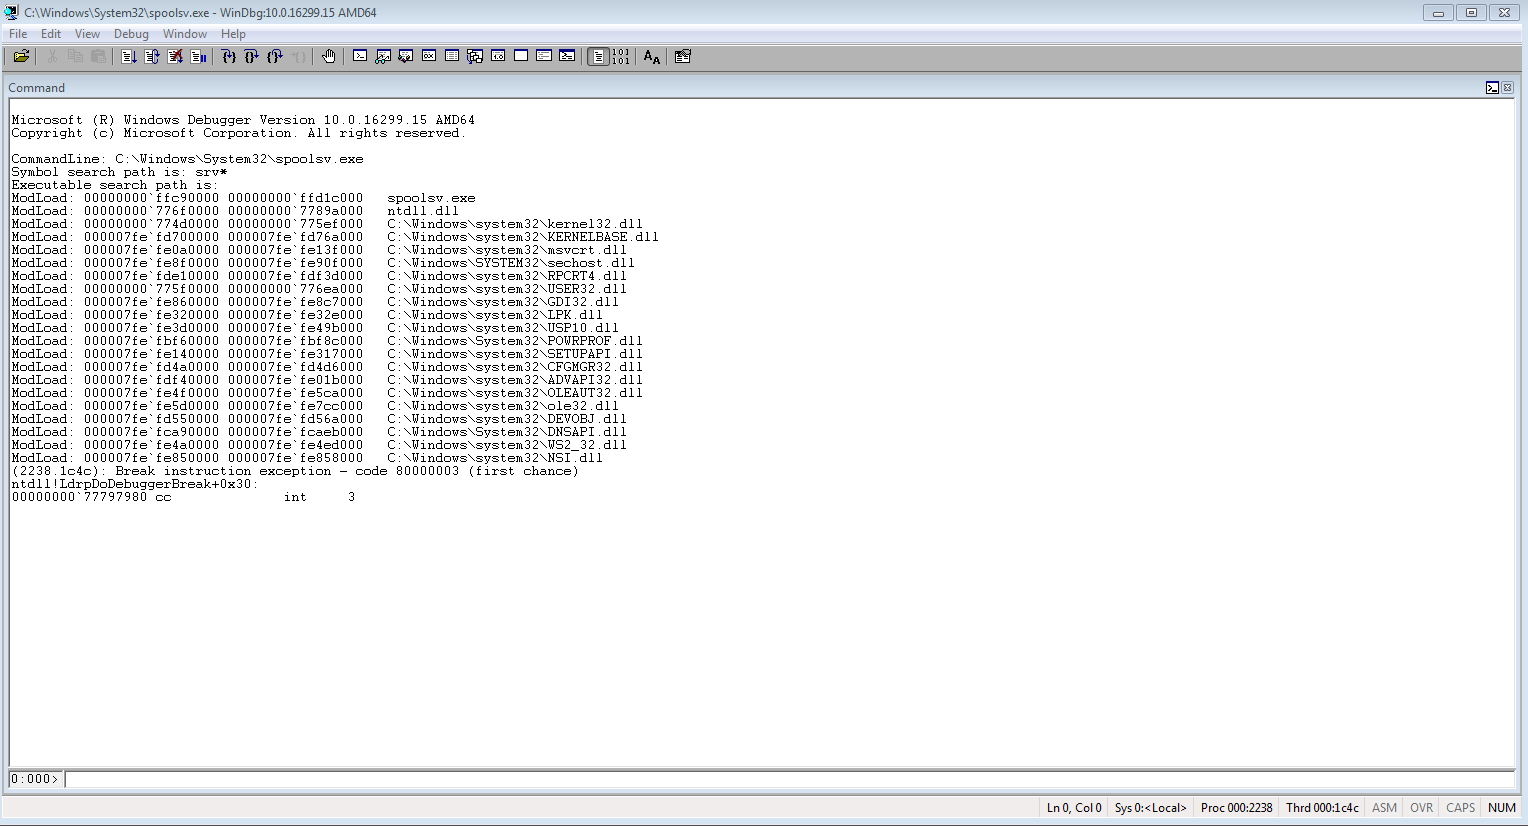 C:\Windows\System32\spoolsv.exe - WinDbg:10.0.16299.15 AMD64
File Edit View Debug Window Help
Command
Microsoft (R) Windows Debugger Version 10.0.16299.15 AMD64
Copyright (c) Microsoft Corporation. All rights reserved.
CommandLine: C:\Windows\System32\spoolsv.exe
Symbol search path is: srv*
Executable search path is:
ModLoad: 00000000`ffc90000 00000000`ffd1c000   spoolsv.exe
ModLoad: 00000000`776f0000 00000000`7789a000   ntdll.dll
ModLoad: 00000000`774d0000 00000000`775ef000   C:\Windows\system32\kernel32.dll
ModLoad: 000007fe`fd700000 000007fe`fd76a000   C:\Windows\system32\KERNELBASE.dll
ModLoad: 000007fe`fe0a0000 000007fe`fe13f000   C:\Windows\system32\msvcrt.dll
ModLoad: 000007fe`fe8f0000 000007fe`fe90f000   C:\Windows\SYSTEM32\sechost.dll
ModLoad: 000007fe`fde10000 000007fe`fdf3d000   C:\Windows\system32\RPCRT4.dll
ModLoad: 00000000`775f0000 00000000`776ea000   C:\Windows\system32\USER32.dll
ModLoad: 000007fe`fe860000 000007fe`fe8c7000   C:\Windows\system32\GDI32.dll
ModLoad: 000007fe`fe320000 000007fe`fe32e000   C:\Windows\system32\LPK.dll
ModLoad: 000007fe`fe3d0000 000007fe`fe49b000   C:\Windows\system32\USP10.dll
ModLoad: 000007fe`fbf60000 000007fe`fbf8c000   C:\Windows\System32\POWRPROF.dll
ModLoad: 000007fe`fe140000 000007fe`fe317000   C:\Windows\system32\SETUPAPI.dll
ModLoad: 000007fe`fd4a0000 000007fe`fd4d6000   C:\Windows\system32\CFGMGR32.dll
ModLoad: 000007fe`fdf40000 000007fe`fe01b000   C:\Windows\system32\ADVAPI32.dll
ModLoad: 000007fe`fe4f0000 000007fe`fe5ca000   C:\Windows\system32\OLEAUT32.dll
ModLoad: 000007fe`fe5d0000 000007fe`fe7cc000   C:\Windows\system32\ole32.dll
ModLoad: 000007fe`fd550000 000007fe`fd56a000   C:\Windows\system32\DEVOBJ.dll
ModLoad: 000007fe`fca90000 000007fe`fcaeb000   C:\Windows\System32\DNSAPI.dll
ModLoad: 000007fe`fe4a0000 000007fe`fe4ed000   C:\Windows\system32\WS2_32.dll
ModLoad: 000007fe`fe850000 000007fe`fe858000   C:\Windows\system32\NSI.dll
(2238.1c4c): Break instruction exception - code 80000003 (first chance)
ntdll!LdrpDoDebuggerBreak+0x30:
00000000`77797980 cc              int     3
0:000>
Ln 0, Col 0 Sys 0:<Local> Proc 000:2238 Thrd 000:1c4c ASM OVR CAPS NUM